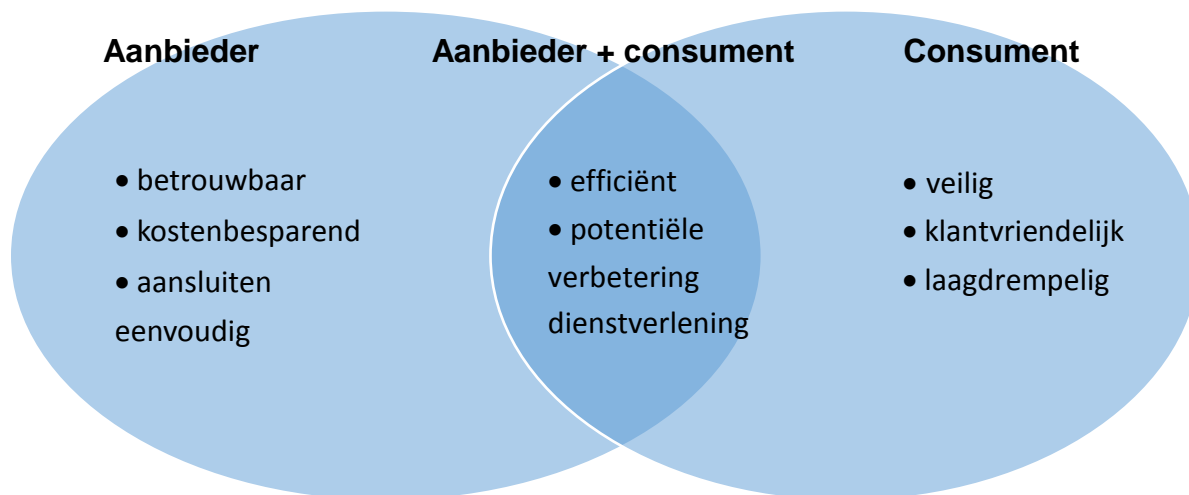 Aanbieder
• betrouwbaar
• kostenbesparend
• aansluiten
eenvoudig
Aanbieder + consument
• efficiënt
• potentiële
verbetering
dienstverlening
Consument
• veilig
• klantvriendelijk
• laagdrempelig